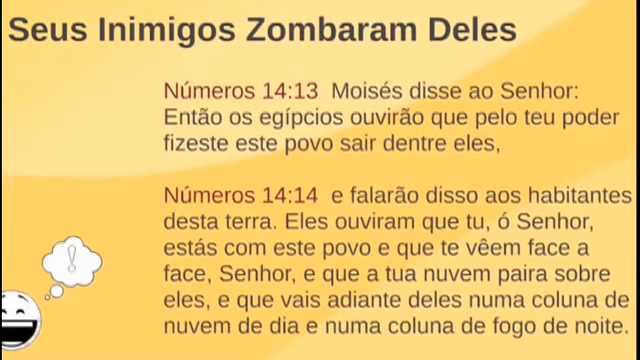 Seus Inimigos Zombaram Deles
Números 14:13 Moisés disse ao Senhor:
Então os egípcios ouvirão que pelo teu poder
fizeste este povo sair dentre eles,
Números 14:14 e falarão disso aos habitantes
desta terra. Eles ouviram que tu, ó Senhor,
estás com este povo e que te vêem face a
face, Senhor, e que a tua nuvem paira sobre
eles, e que vais adiante deles numa coluna de
nuvem de dia e numa coluna de fogo de noite.
!